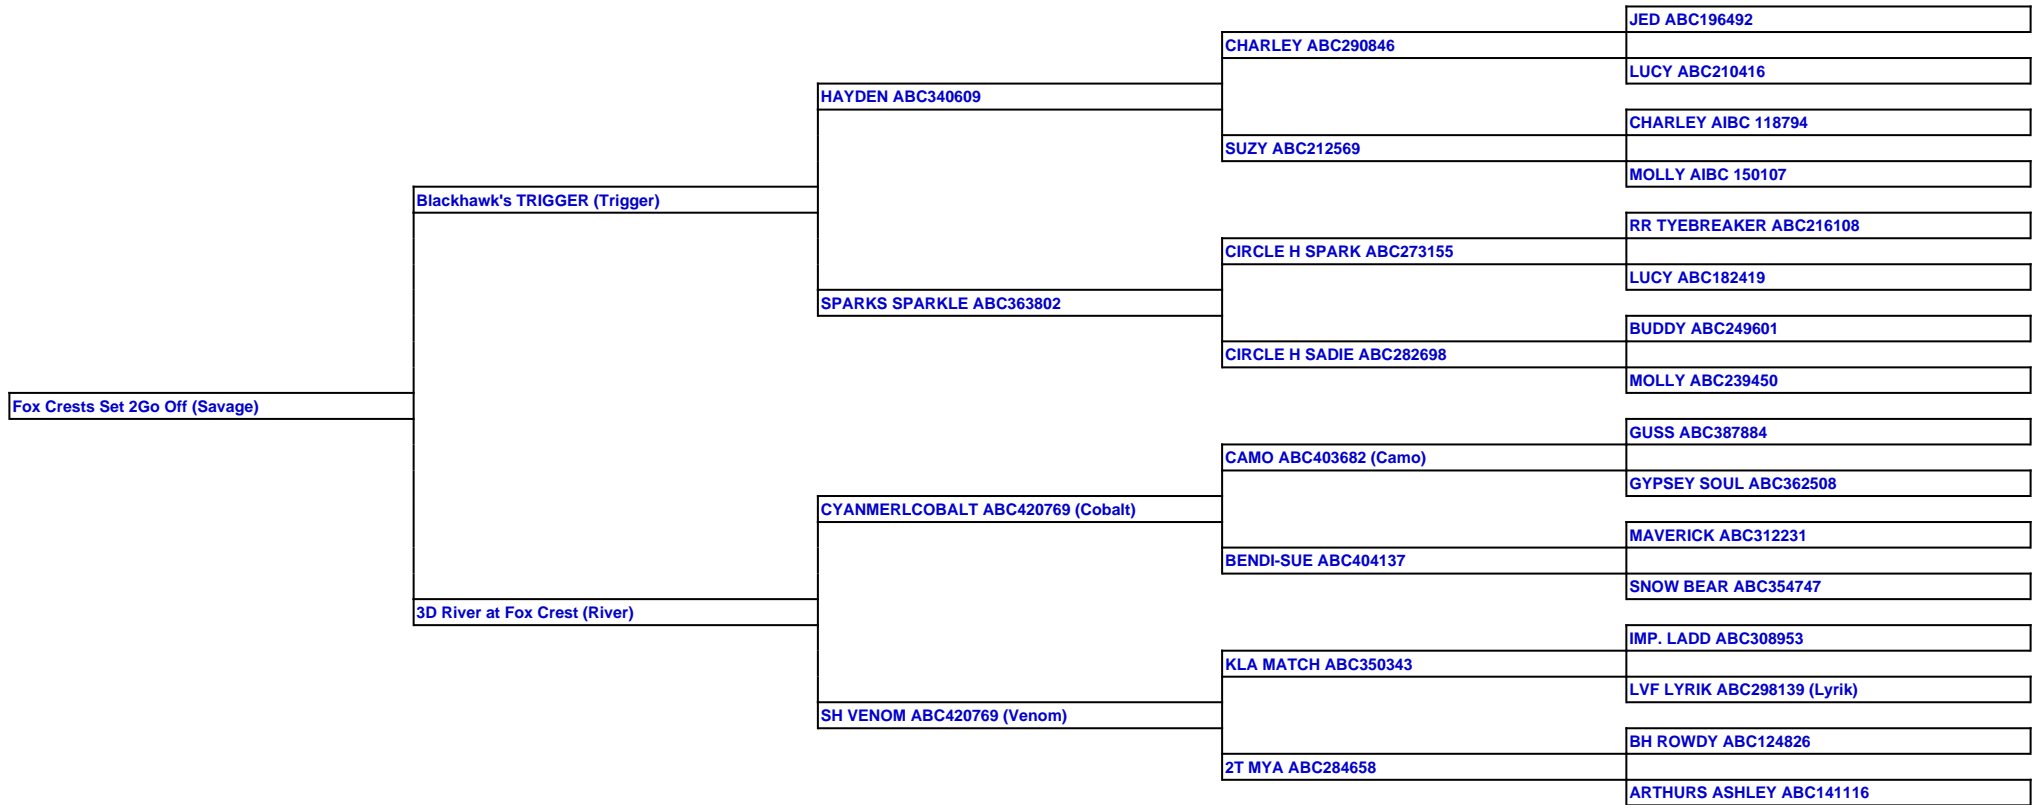 JED ABC196492
CHARLEY ABC290846
LUCY ABC210416
HAYDEN ABC340609
CHARLEY AIBC 118794
SUZY ABC212569
MOLLY AIBC 150107
Blackhawk's TRIGGER (Trigger)
RR TYEBREAKER ABC216108
CIRCLE H SPARK ABC273155
LUCY ABC182419
SPARKS SPARKLE ABC363802
BUDDY ABC249601
CIRCLE H SADIE ABC282698
MOLLY ABC239450
Fox Crests Set 2Go Off (Savage)
GUSS ABC387884
CAMO ABC403682 (Camo)
GYPSEY SOUL ABC362508
CYANMERLCOBALT ABC420769 (Cobalt)
MAVERICK ABC312231
BENDI-SUE ABC404137
SNOW BEAR ABC354747
3D River at Fox Crest (River)
IMP. LADD ABC308953
KLA MATCH ABC350343
LVF LYRIK ABC298139 (Lyrik)
SH VENOM ABC420769 (Venom)
BH ROWDY ABC124826
2T MYA ABC284658
ARTHURS ASHLEY ABC141116